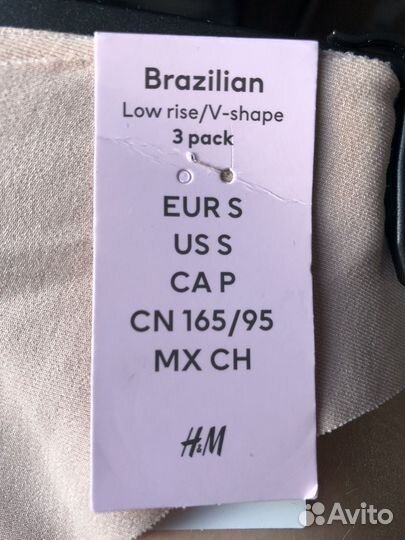 Brazilian
Low rise/V-shape
3 pack
EUR S
US S
CA P
CN 165/95
MX CH
H&M
Avito